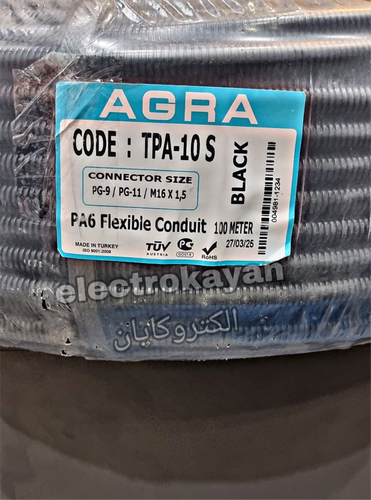 AGRA
CODE : TPA-10 S
CONNECTOR SIZE
PG-9 / PG-11 / M16 X 1,5
BLACK
004981-1234
PA6 Flexible Conduit 100 METER
27/03/25
MADE IN TURKEY
ISO 9001:2008
TÜV
AUSTRIA
RoHS
electrokayan
الکتروکایان